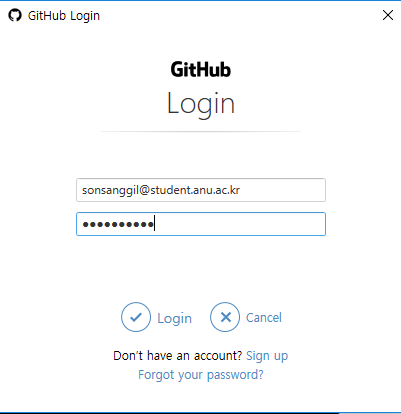 GitHub Login
GitHub
Login
sonsanggil@student.anu.ac.kr
●●●●●●●●●●
Login Cancel
Don't have an account? Sign up
Forgot your password?